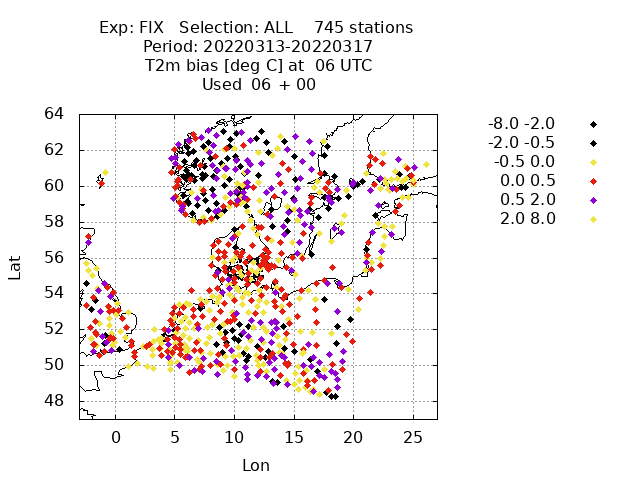 Exp: FIX   Selection: ALL    745 stations
Period: 20220313-20220317
T2m bias [deg C] at  06 UTC
Used  06 + 00
-8.0 -2.0
-2.0 -0.5
-0.5 0.0
0.0 0.5
0.5 2.0
2.0 8.0
64
62
60
58
56
54
52
50
48
Lat
0 5 10 15 20 25
Lon